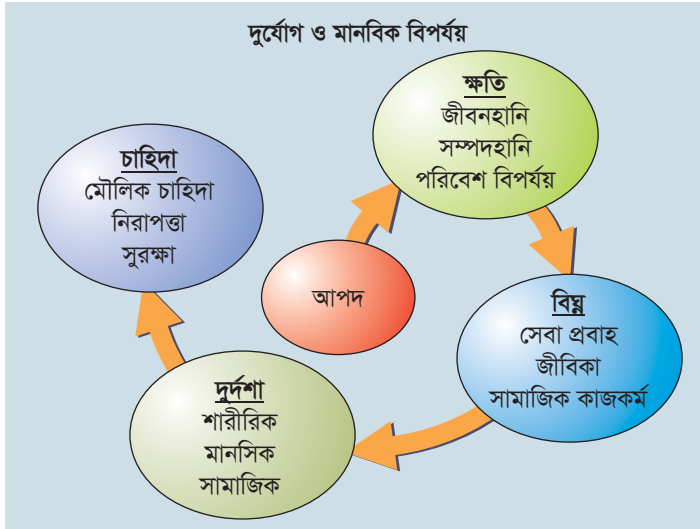 দুর্যোগ ও মানবিক বিপর্যয়
ক্ষতি
জীবনহানি
সম্পদহানি
পরিবেশ বিপর্যয়
চাহিদা
মৌলিক চাহিদা
নিরাপত্তা
সুরক্ষা
আপদ
বিঘ্ন
সেবা প্রবাহ
জীবিকা
সামাজিক কাজকর্ম
দুর্দশা
শারীরিক
মানসিক
সামাজিক